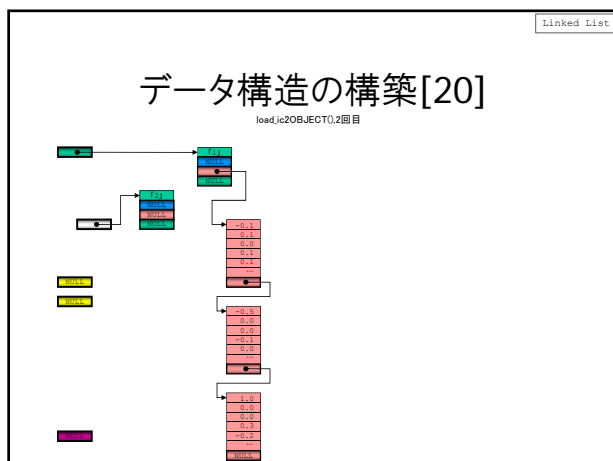 Linked List
データ構造の構築[20]
load_ic2OBJECT(),2回目
「1」
NULL
NULL
「2」
NULL
NULL
NULL
-0.1
0.1
0.0
0.1
0.1
…
NULL
NULL
-0.5
0.0
0.0
-0.1
0.0
…
1.0
0.0
0.0
0.3
-0.2
…
NULL
NULL